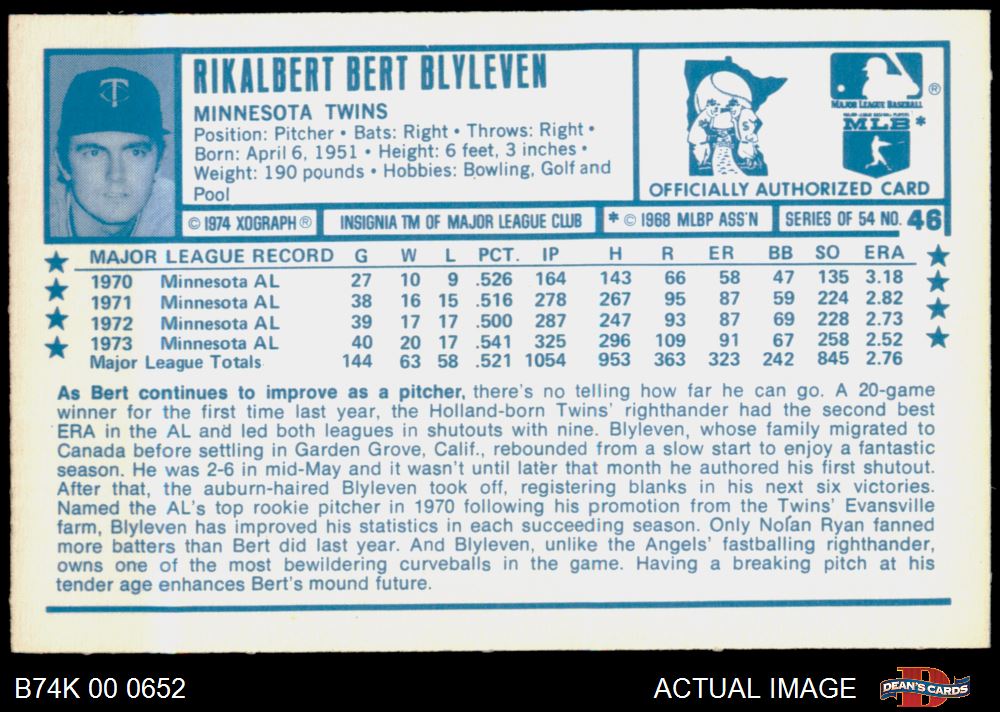 RIKALBERT BERT BLYLEVEN
MINNESOTA TWINS
Position: Pitcher • Bats: Right • Throws: Right •
Born: April 6, 1951 • Height: 6 feet, 3 inches •
Weight: 190 pounds • Hobbies: Bowling, Golf and
Pool
MAJOR LEAGUE BASEBALL ®
MLB *
OFFICIALLY AUTHORIZED CARD
© 1974 XOGRAPH ® INSIGNIA TM OF MAJOR LEAGUE CLUB * © 1968 MLBP ASS'N SERIES OF 54 NO. 46
MAJOR LEAGUE RECORD G W L PCT. IP H R ER BB SO ERA
1970 Minnesota AL 27 10 9 .526 164 143 66 58 47 135 3.18
1971 Minnesota AL 38 16 15 .516 278 267 95 87 59 224 2.82
1972 Minnesota AL 39 17 17 .500 287 247 93 87 69 228 2.73
1973 Minnesota AL 40 20 17 .541 325 296 109 91 67 258 2.52
Major League Totals 144 63 58 .521 1054 953 363 323 242 845 2.76
As Bert continues to improve as a pitcher, there's no telling how far he can go. A 20-game
winner for the first time last year, the Holland-born Twins' righthander had the second best
ERA in the AL and led both leagues in shutouts with nine. Blyleven, whose family migrated to
Canada before settling in Garden Grove, Calif., rebounded from a slow start to enjoy a fantastic
season. He was 2-6 in mid-May and it wasn't until later that month he authored his first shutout.
After that, the auburn-haired Blyleven took off, registering blanks in his next six victories.
Named the AL's top rookie pitcher in 1970 following his promotion from the Twins' Evansville
farm, Blyleven has improved his statistics in each succeeding season. Only Nolan Ryan fanned
more batters than Bert did last year. And Blyleven, unlike the Angels' fastballing righthander,
owns one of the most bewildering curveballs in the game. Having a breaking pitch at his
tender age enhances Bert's mound future.
B74K 00 0652 ACTUAL IMAGE DEAN'S CARDS